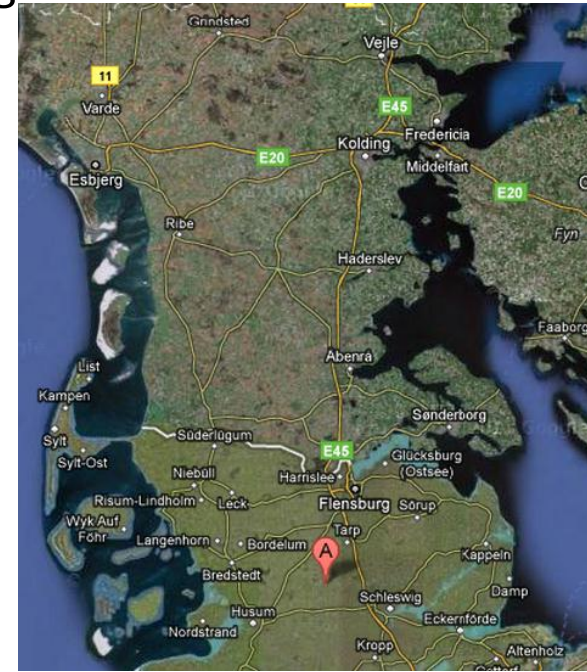 Grindsted
Vejle
11
Varde
E45
Fredericia
Kolding
E20
Middelfart
Esbjerg
E20
Ribe
Fyn
Haderslev
Faaborg
List
Åbenrå
Kampen
Sønderborg
Sylt
Süderlügum
E45
Sylt-Ost
Glücksburg
(Ostsee)
Niebüll
Harrislee
Risum-Lindholm
Leck
Flensburg
Sörup
Wyk Auf
Föhr
Tarp
Langenhorn
Bordelum
A
Kappeln
Bredstedt
Damp
Schleswig
Husum
Eckernförde
Nordstrand
Kropp
Altenholz